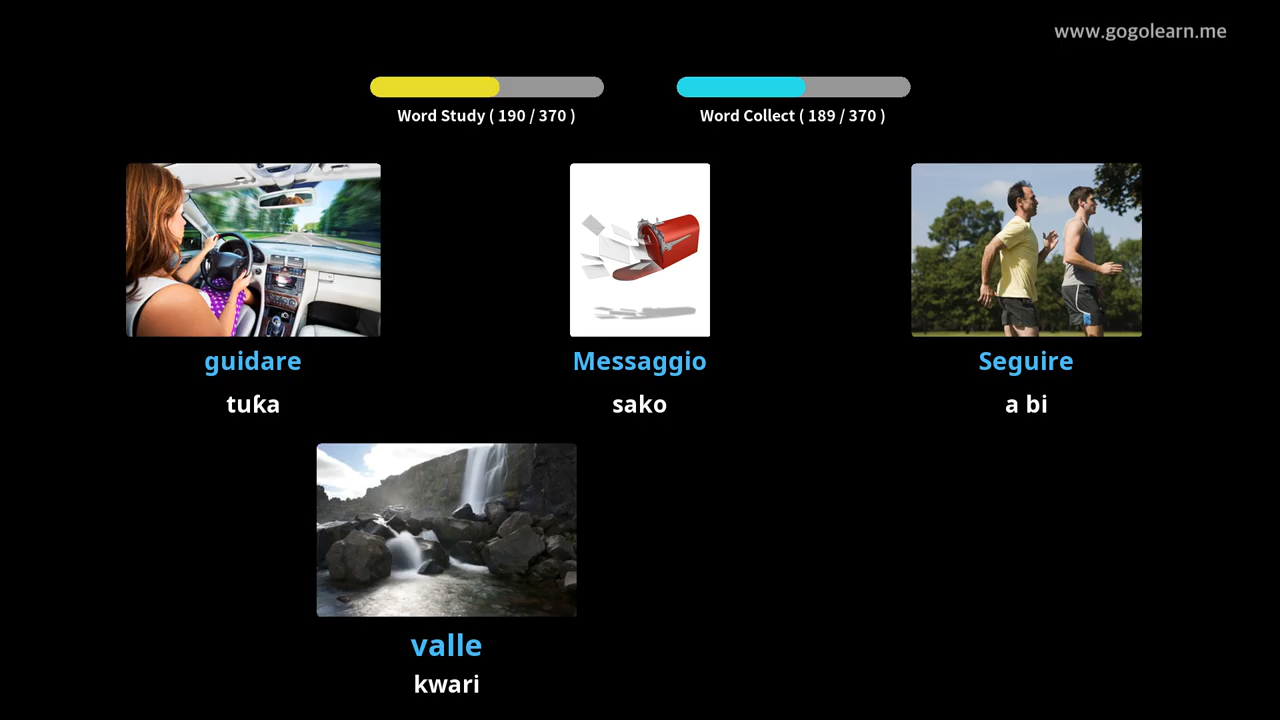 www.gogolearn.me
Word Study ( 190 / 370 )
Word Collect ( 189 / 370 )
guidare
Messaggio
Seguire
tuƙa
sako
a bi
valle
kwari